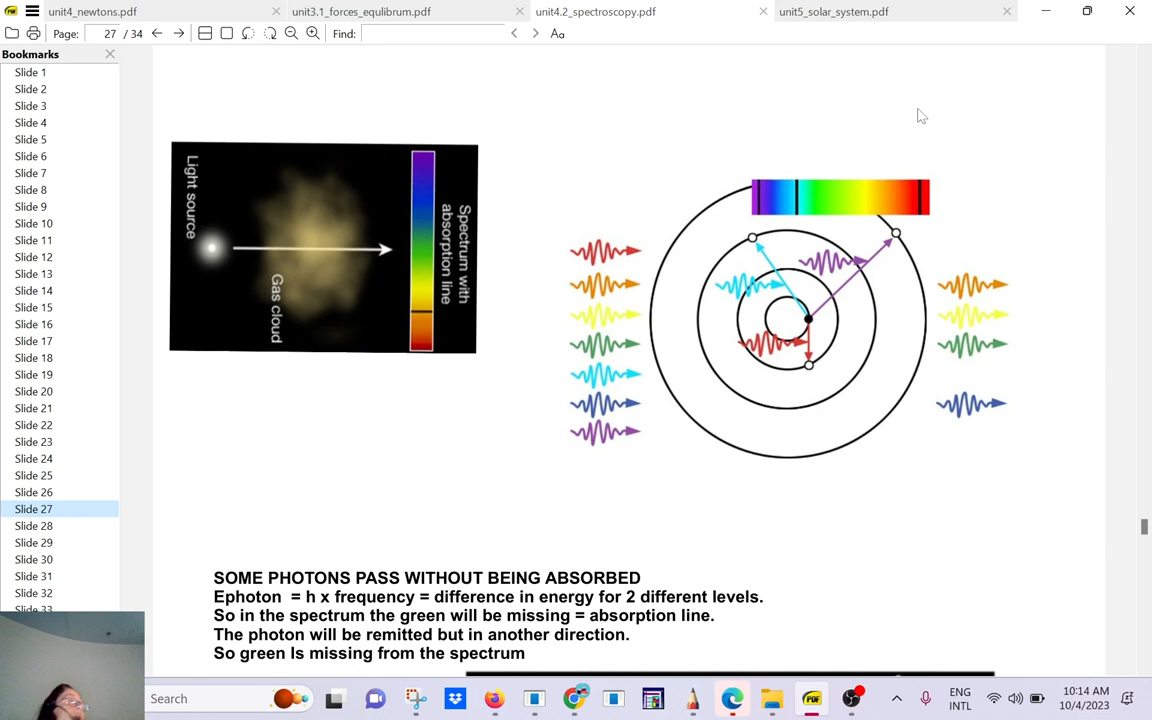 unit4_newtons.pdf
unit3.1_forces_equlibrum.pdf
unit4.2_spectroscopy.pdf
unit5_solar_system.pdf
Page: 27 / 34
Find:
Aa
Bookmarks
Slide 1
Slide 2
Slide 3
Slide 4
Slide 5
Slide 6
Slide 7
Slide 8
Slide 9
Slide 10
Slide 11
Slide 12
Slide 13
Slide 14
Slide 15
Slide 16
Slide 17
Slide 18
Slide 19
Slide 20
Slide 21
Slide 22
Slide 23
Slide 24
Slide 25
Slide 26
Slide 27
Slide 28
Slide 29
Slide 30
Slide 31
Slide 32
Slide 33
Light source
Gas cloud
Spectrum with
absorption line
SOME PHOTONS PASS WITHOUT BEING ABSORBED
Ephoton = h x frequency = difference in energy for 2 different levels.
So in the spectrum the green will be missing = absorption line.
The photon will be remitted but in another direction.
So green Is missing from the spectrum
Search
PDF
ENG
INTL
10:14 AM
10/4/2023